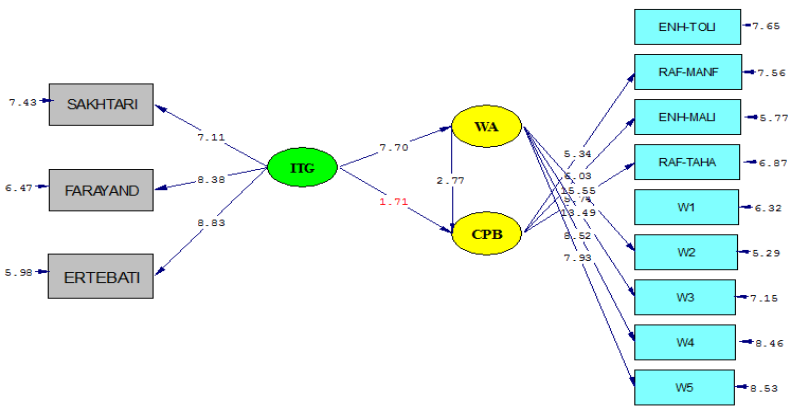 ENH-TOLI
7.65
RAF-MANF
7.56
7.43
SAKHTARI
ENH-MALI
5.77
WA
7.11
7.70
5.34
RAF-TAHA
6.87
ITG
8.38
6.03
2.77
15.55
6.47
FARAYAND
1.71
13.49
W1
6.32
8.83
CPB
8.52
W2
5.29
7.93
5.98
ERTEBATI
W3
7.15
W4
8.46
W5
8.53